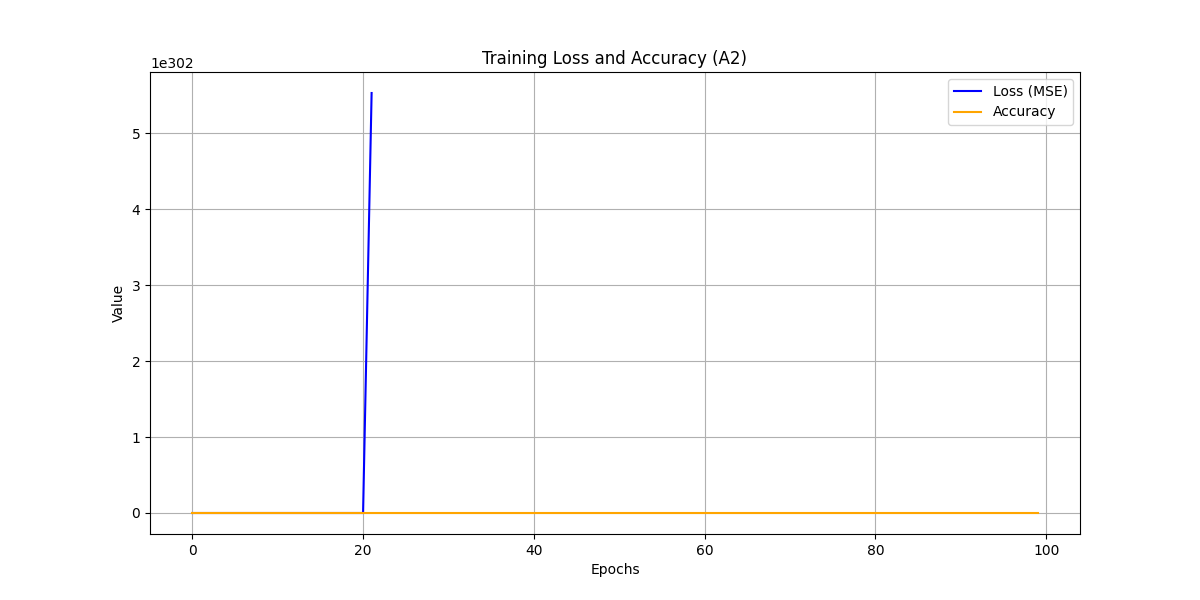 Training Loss and Accuracy (A2)
1e302
Loss (MSE)
Accuracy
5
4
3
2
1
0
Value
0 20 40 60 80 100
Epochs